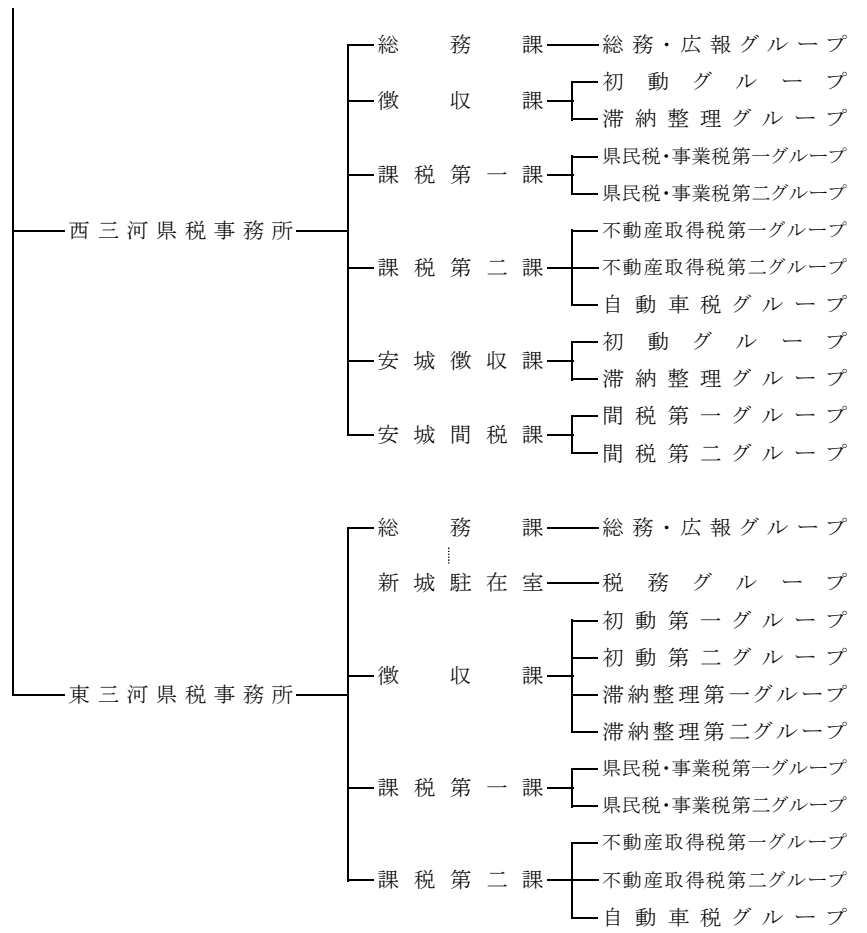 総務課 総務・広報グループ
初動グループ
徴収課
滞納整理グループ
県民税・事業税第一グループ
課税第一課
県民税・事業税第二グループ
不動産取得税第一グループ
西三河県税事務所
課税第二課 不動産取得税第二グループ
自動車税グループ
初動グループ
安城徴収課
滞納整理グループ
間税第一グループ
安城間税課
間税第二グループ
総務課 総務・広報グループ
新城駐在室 税務グループ
初動第一グループ
初動第二グループ
徴収課
東三河県税事務所
滞納整理第一グループ
滞納整理第二グループ
県民税・事業税第一グループ
課税第一課
県民税・事業税第二グループ
不動産取得税第一グループ
課税第二課 不動産取得税第二グループ
自動車税グループ